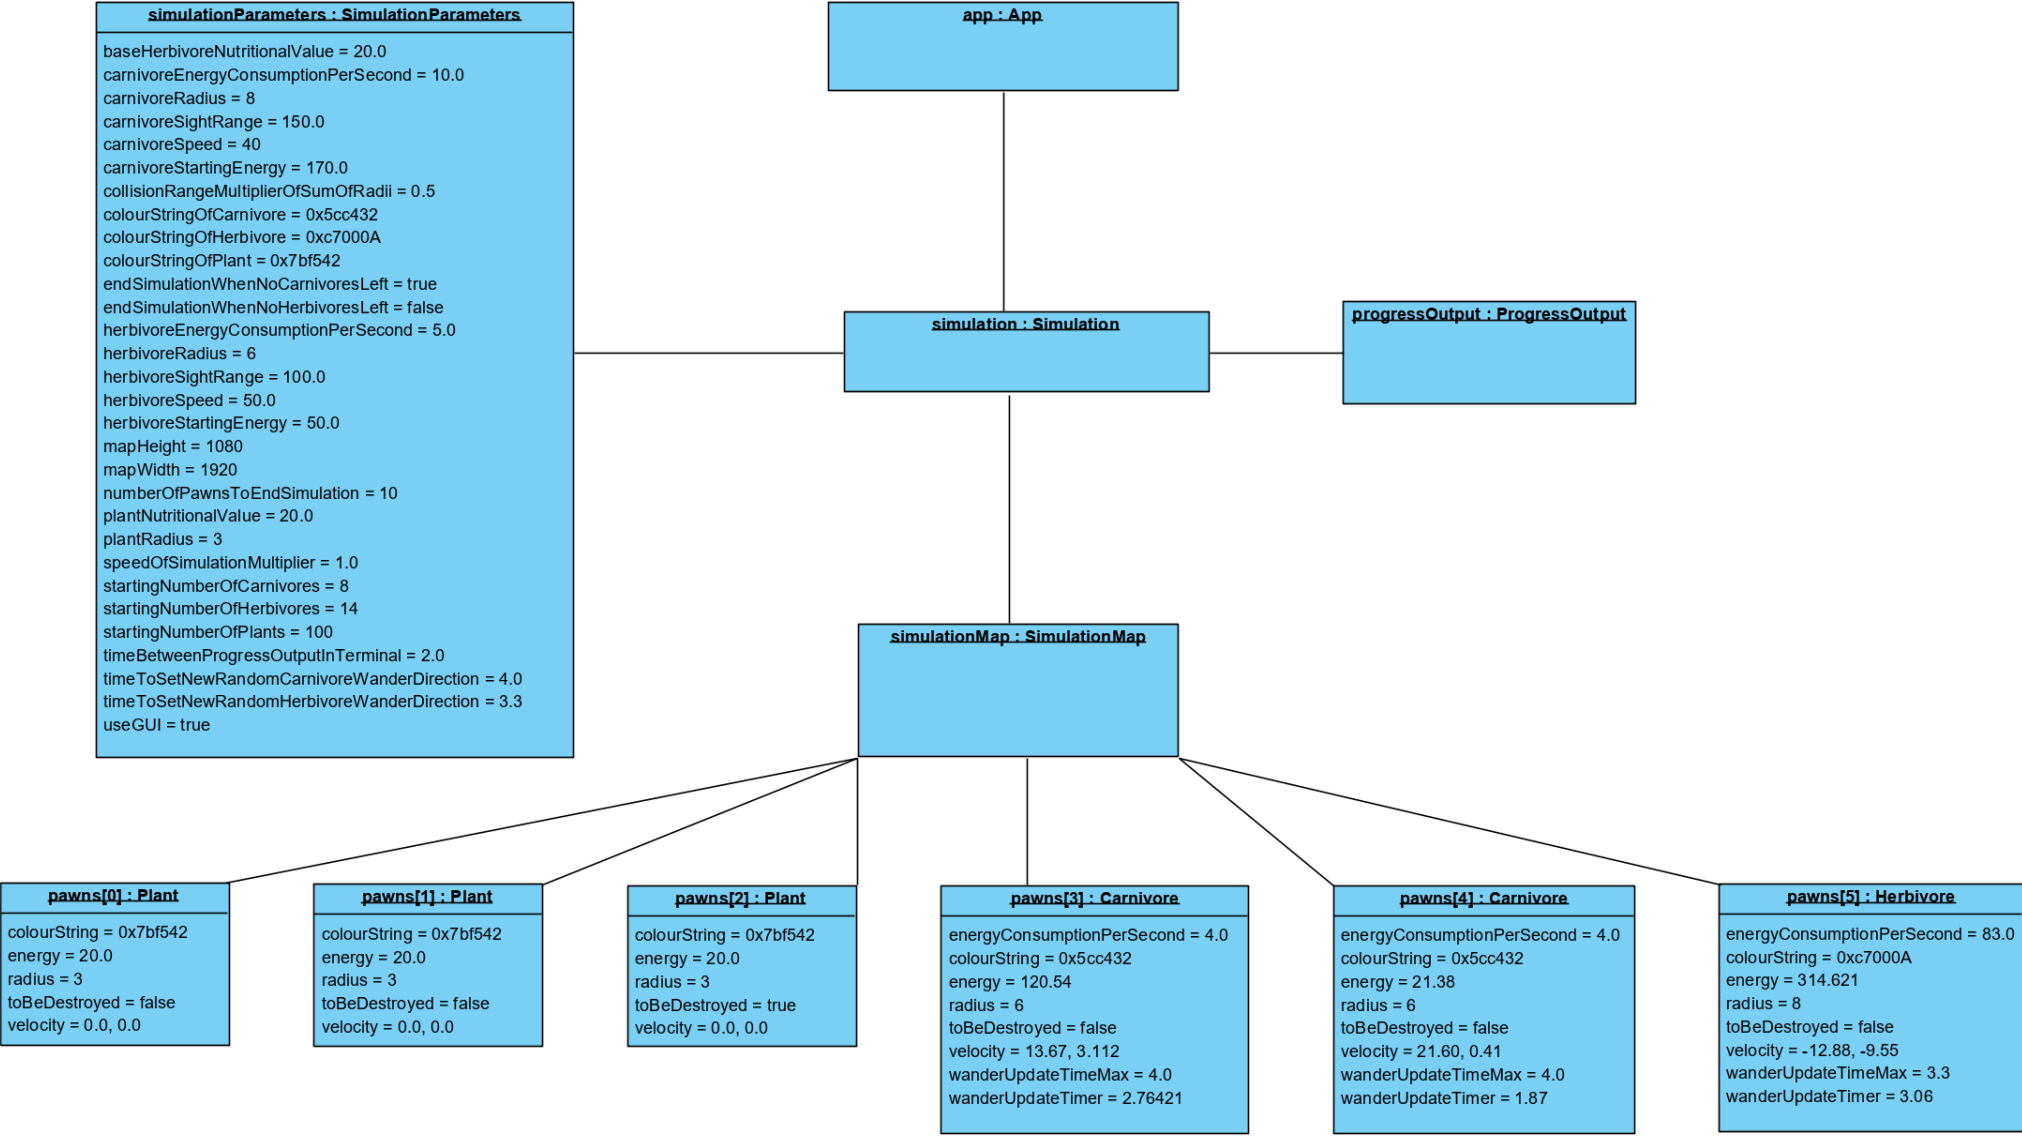 simulationParameters : SimulationParameters
baseHerbivoreNutritionalValue = 20.0
carnivoreEnergyConsumptionPerSecond = 10.0
carnivoreRadius = 8
carnivoreSightRange = 150.0
carnivoreSpeed = 40
carnivoreStartingEnergy = 170.0
collisionRangeMultiplierOfSumOfRadii = 0.5
colourStringOfCarnivore = 0x5cc432
colourStringOfHerbivore = 0xc7000A
colourStringOfPlant = 0x7bf542
endSimulationWhenNoCarnivoresLeft = true
endSimulationWhenNoHerbivoresLeft = false
herbivoreEnergyConsumptionPerSecond = 5.0
herbivoreRadius = 6
herbivoreSightRange = 100.0
herbivoreSpeed = 50.0
herbivoreStartingEnergy = 50.0
mapHeight = 1080
mapWidth = 1920
numberOfPawnsToEndSimulation = 10
plantNutritionalValue = 20.0
plantRadius = 3
speedOfSimulationMultiplier = 1.0
startingNumberOfCarnivores = 8
startingNumberOfHerbivores = 14
startingNumberOfPlants = 100
timeBetweenProgressOutputInTerminal = 2.0
timeToSetNewRandomCarnivoreWanderDirection = 4.0
timeToSetNewRandomHerbivoreWanderDirection = 3.3
useGUI = true
app : App
simulation : Simulation
progressOutput : ProgressOutput
simulationMap : SimulationMap
pawns[0] : Plant
colourString = 0x7bf542
energy = 20.0
radius = 3
toBeDestroyed = false
velocity = 0.0, 0.0
pawns[1] : Plant
colourString = 0x7bf542
energy = 20.0
radius = 3
toBeDestroyed = false
velocity = 0.0, 0.0
pawns[2] : Plant
colourString = 0x7bf542
energy = 20.0
radius = 3
toBeDestroyed = true
velocity = 0.0, 0.0
pawns[3] : Carnivore
energyConsumptionPerSecond = 4.0
colourString = 0x5cc432
energy = 120.54
radius = 6
toBeDestroyed = false
velocity = 13.67, 3.112
wanderUpdateTimeMax = 4.0
wanderUpdateTimer = 2.76421
pawns[4] : Carnivore
energyConsumptionPerSecond = 4.0
colourString = 0x5cc432
energy = 21.38
radius = 6
toBeDestroyed = false
velocity = 21.60, 0.41
wanderUpdateTimeMax = 4.0
wanderUpdateTimer = 1.87
pawns[5] : Herbivore
energyConsumptionPerSecond = 83.0
colourString = 0xc7000A
energy = 314.621
radius = 8
toBeDestroyed = false
velocity = -12.88, -9.55
wanderUpdateTimeMax = 3.3
wanderUpdateTimer = 3.06